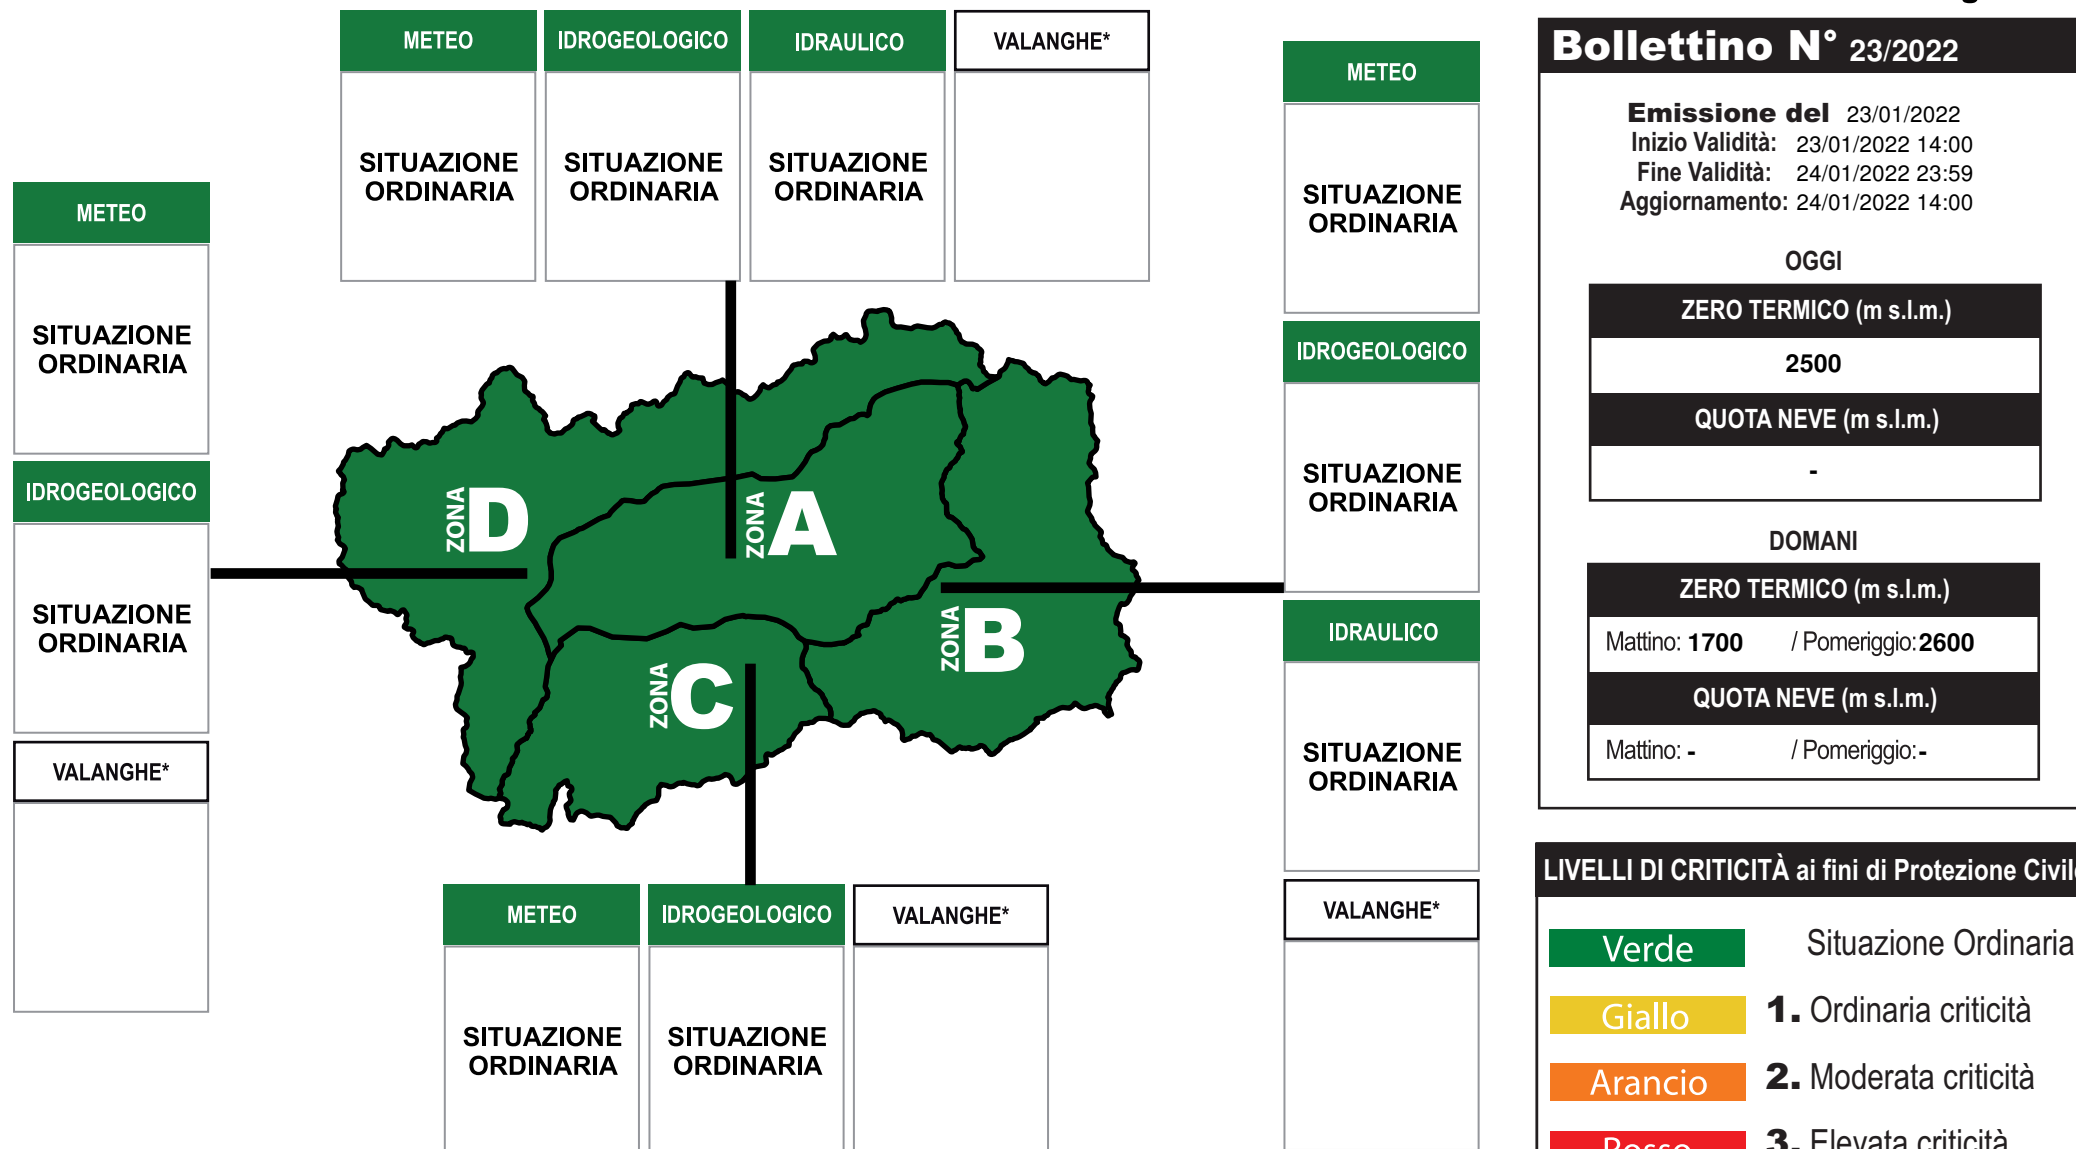 METEO IDROGEOLOGICO IDRAULICO VALANGHE*
SITUAZIONE ORDINARIA
SITUAZIONE ORDINARIA
SITUAZIONE ORDINARIA
METEO
SITUAZIONE
ORDINARIA
IDROGEOLOGICO
SITUAZIONE
ORDINARIA
VALANGHE*
ZONA D
ZONA A
ZONA B
ZONA C
METEO
SITUAZIONE
ORDINARIA
IDROGEOLOGICO
SITUAZIONE
ORDINARIA
IDRAULICO
SITUAZIONE
ORDINARIA
VALANGHE*
METEO IDROGEOLOGICO VALANGHE*
SITUAZIONE ORDINARIA
SITUAZIONE ORDINARIA
Bollettino N° 23/2022
Emissione del 23/01/2022
Inizio Validità: 23/01/2022 14:00
Fine Validità: 24/01/2022 23:59
Aggiornamento: 24/01/2022 14:00
OGGI
ZERO TERMICO (m s.l.m.)
2500
QUOTA NEVE (m s.l.m.)
-
DOMANI
ZERO TERMICO (m s.l.m.)
Mattino: 1700 / Pomeriggio: 2600
QUOTA NEVE (m s.l.m.)
Mattino: - / Pomeriggio: -
LIVELLI DI CRITICITÀ ai fini di Protezione Civile
Verde Situazione Ordinaria
Giallo 1. Ordinaria criticità
Arancio 2. Moderata criticità
Rosso 3. Elevata criticità